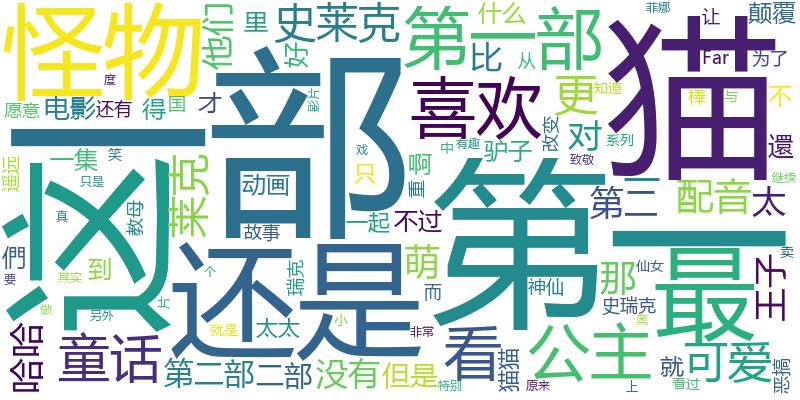 怪物
他们
里
史莱克
好
第一部
比
什么
从
菲娜
让
颠覆
Far
为了
猫
度
愿意
电影
还有
得
国
才
影片
部
喜欢
更
知道
棒
与
不
遥远
一集
笑
只是
教母
莱克
动画
戏
只
啊
重
中
有趣
驴子
改变
对
系列
致敬
還
继续
这一
真
故事
一起
不过
第一
第二
配音
太
們
要
到
片
还是
个
瑞克
萌
而
神仙
那
仙女
最
王子
卖
其实
做
另外
就是
太太
小
非常
史瑞克
奥
哈哈
童话
第二部
二部
没有
但是
特别
看
猫猫
原来
公主
上
就
看过
可爱
恶搞